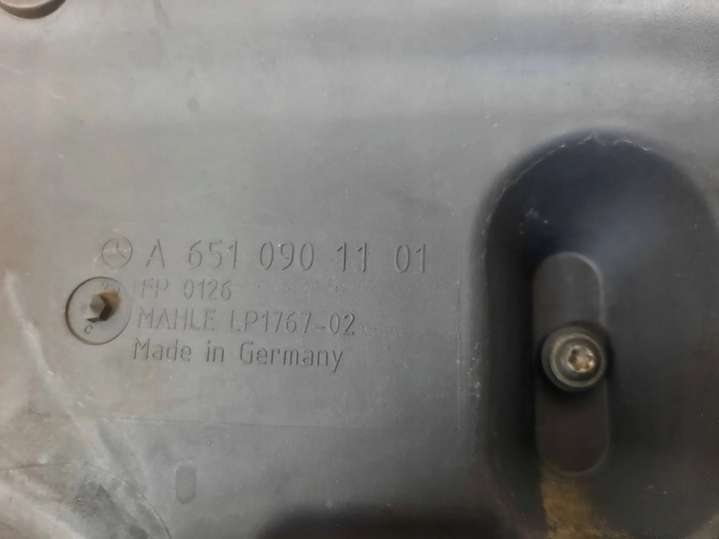 A 651 090 11 01
FP 0126
MAHLE LP1767-02
Made in Germany
C